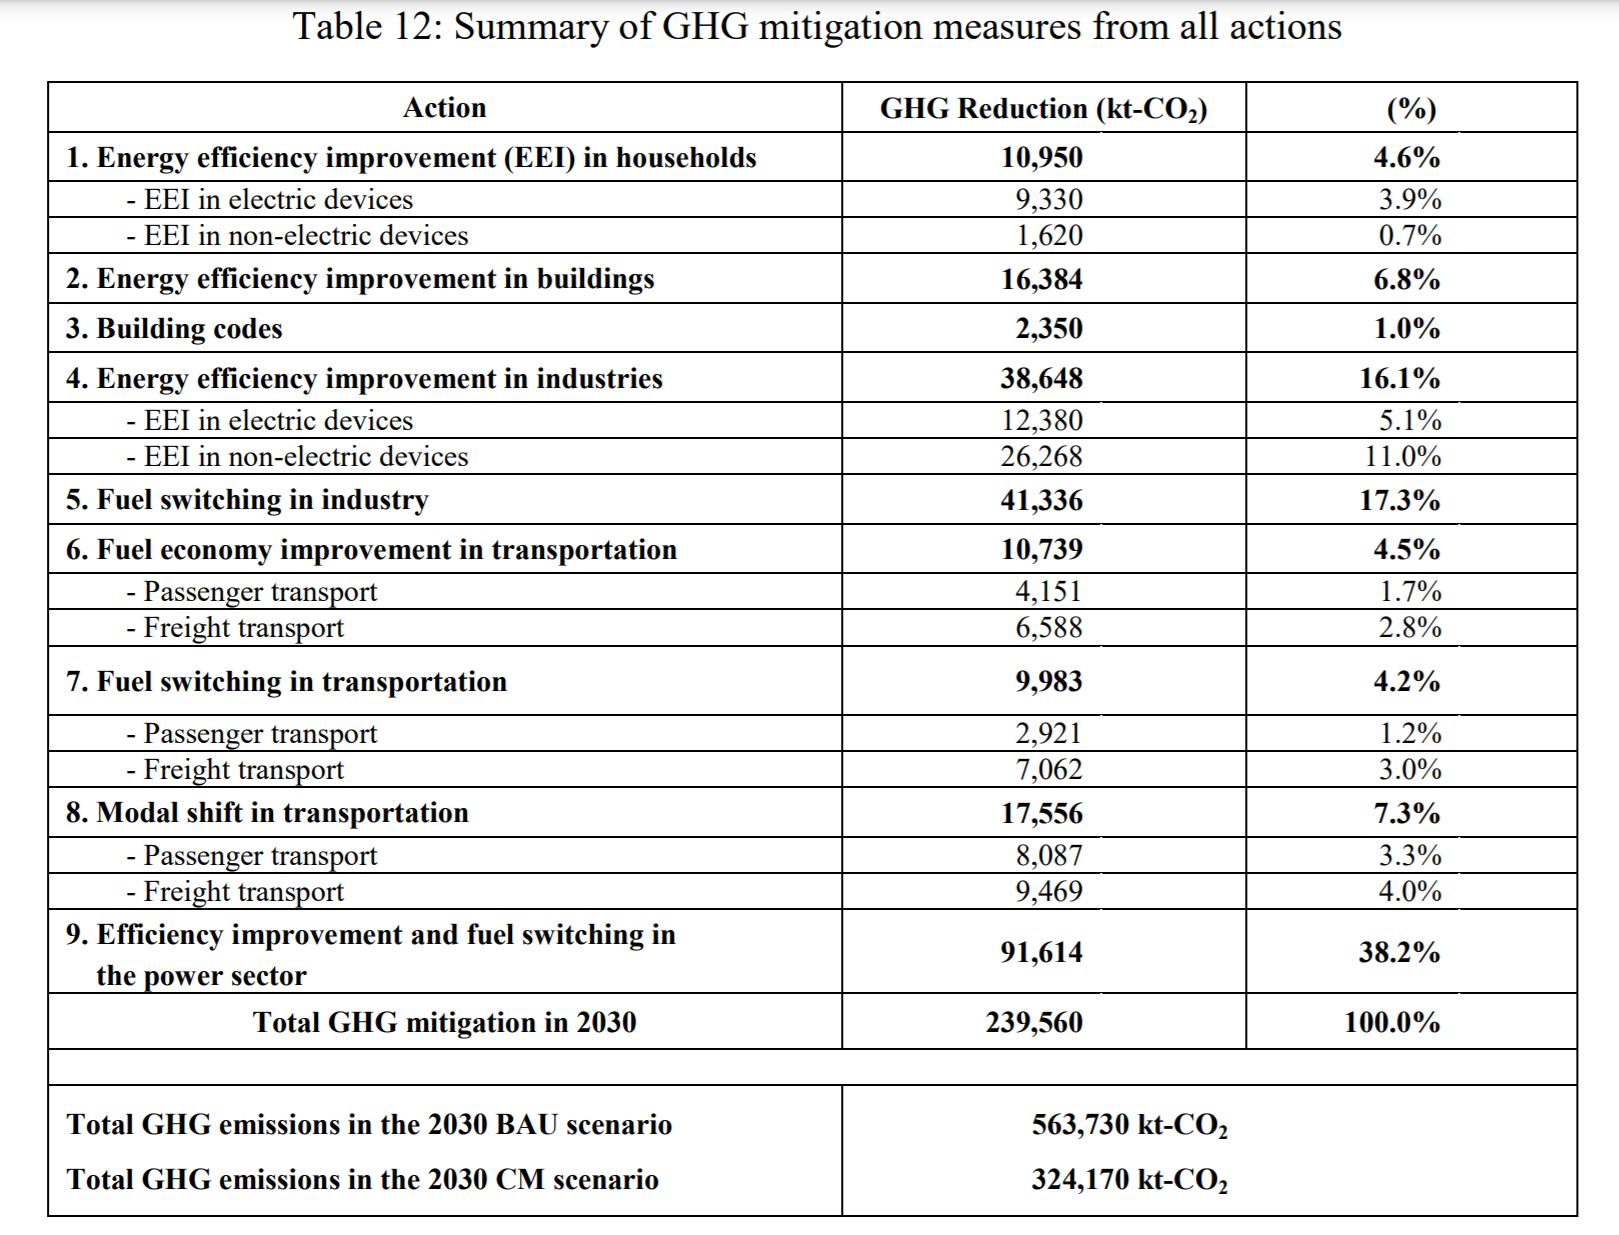 Table 12: Summary of GHG mitigation measures from all actions
Action GHG Reduction (kt-CO₂) (%)
1. Energy efficiency improvement (EEI) in households 10,950 4.6%
- EEI in electric devices 9,330 3.9%
- EEI in non-electric devices 1,620 0.7%
2. Energy efficiency improvement in buildings 16,384 6.8%
3. Building codes 2,350 1.0%
4. Energy efficiency improvement in industries 38,648 16.1%
- EEI in electric devices 12,380 5.1%
- EEI in non-electric devices 26,268 11.0%
5. Fuel switching in industry 41,336 17.3%
6. Fuel economy improvement in transportation 10,739 4.5%
- Passenger transport 4,151 1.7%
- Freight transport 6,588 2.8%
7. Fuel switching in transportation 9,983 4.2%
- Passenger transport 2,921 1.2%
- Freight transport 7,062 3.0%
8. Modal shift in transportation 17,556 7.3%
- Passenger transport 8,087 3.3%
- Freight transport 9,469 4.0%
9. Efficiency improvement and fuel switching in
the power sector 91,614 38.2%
Total GHG mitigation in 2030 239,560 100.0%
Total GHG emissions in the 2030 BAU scenario 563,730 kt-CO₂
Total GHG emissions in the 2030 CM scenario 324,170 kt-CO₂